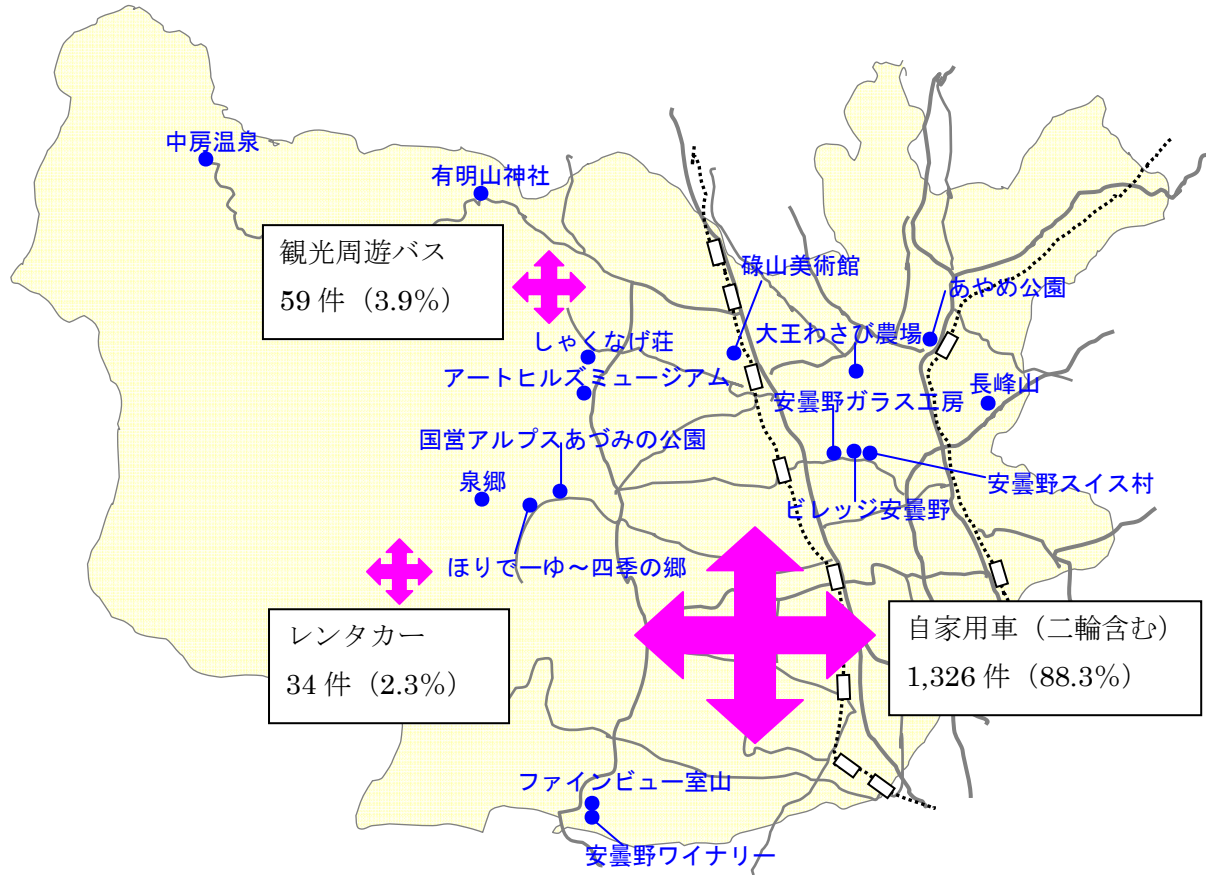 中房温泉
有明山神社
観光周遊バス
59 件（3.9%）
碌山美術館
あやめ公園
大王わさび農場
しゃくなげ荘
アートヒルズミュージアム
長峰山
安曇野ガラス工房
国営アルプスあづみの公園
泉郷
安曇野スイス村
ビレッジ安曇野
ほりでーゆ～四季の郷
レンタカー
34 件（2.3%）
自家用車（二輪含む）
1,326 件（88.3%）
ファインビュー室山
安曇野ワイナリー